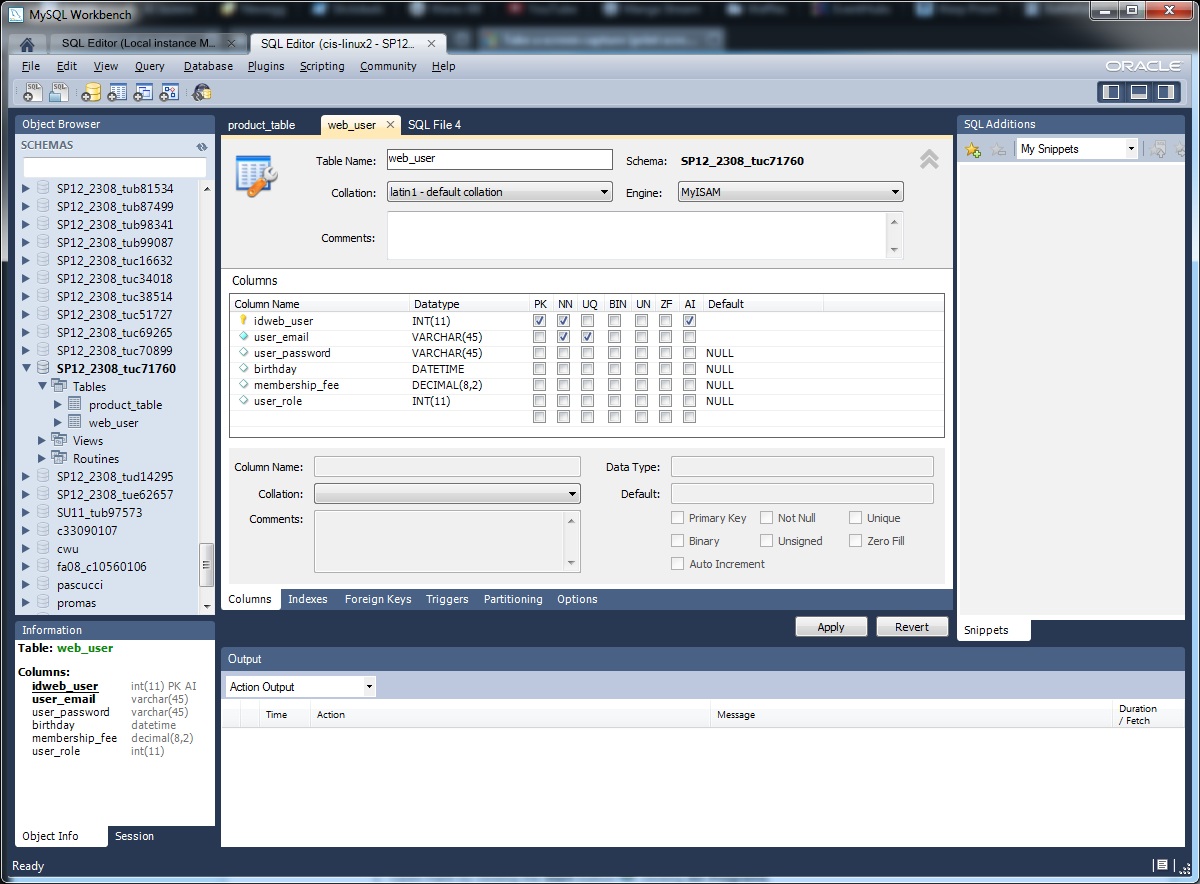 MySQL Workbench
SQL Editor (Local instance M...
SQL Editor (cis-linux2 - SP12...
File Edit View Query Database Plugins Scripting Community Help
ORACLE
SQL SQL
Object Browser
SCHEMAS
SP12_2308_tub81534
SP12_2308_tub87499
SP12_2308_tub98341
SP12_2308_tub99087
SP12_2308_tuc16632
SP12_2308_tuc34018
SP12_2308_tuc38514
SP12_2308_tuc51727
SP12_2308_tuc69265
SP12_2308_tuc70899
SP12_2308_tuc71760
Tables
product_table
web_user
Views
Routines
SP12_2308_tud14295
SP12_2308_tue62657
SU11_tub97573
c33090107
cwu
fa08_c10560106
pascucci
promas
Information
Table: web_user
Columns:
idweb_user int(11) PK AI
user_email varchar(45)
user_password varchar(45)
birthday datetime
membership_fee decimal(8,2)
user_role int(11)
Object Info Session
product_table web_user SQL File 4
Table Name: web_user Schema: SP12_2308_tuc71760
Collation: latin1 - default collation Engine: MyISAM
Comments:
Columns
Column Name Datatype PK NN UQ BIN UN ZF AI Default
idweb_user INT(11)
user_email VARCHAR(45)
user_password VARCHAR(45) NULL
birthday DATETIME NULL
membership_fee DECIMAL(8,2) NULL
user_role INT(11) NULL
Column Name: Data Type:
Collation: Default:
Comments: Primary Key Not Null Unique
Binary Unsigned Zero Fill
Auto Increment
Columns Indexes Foreign Keys Triggers Partitioning Options
Apply Revert
SQL Additions
My Snippets
Snippets
Output
Action Output
Time Action Message Duration / Fetch
Ready